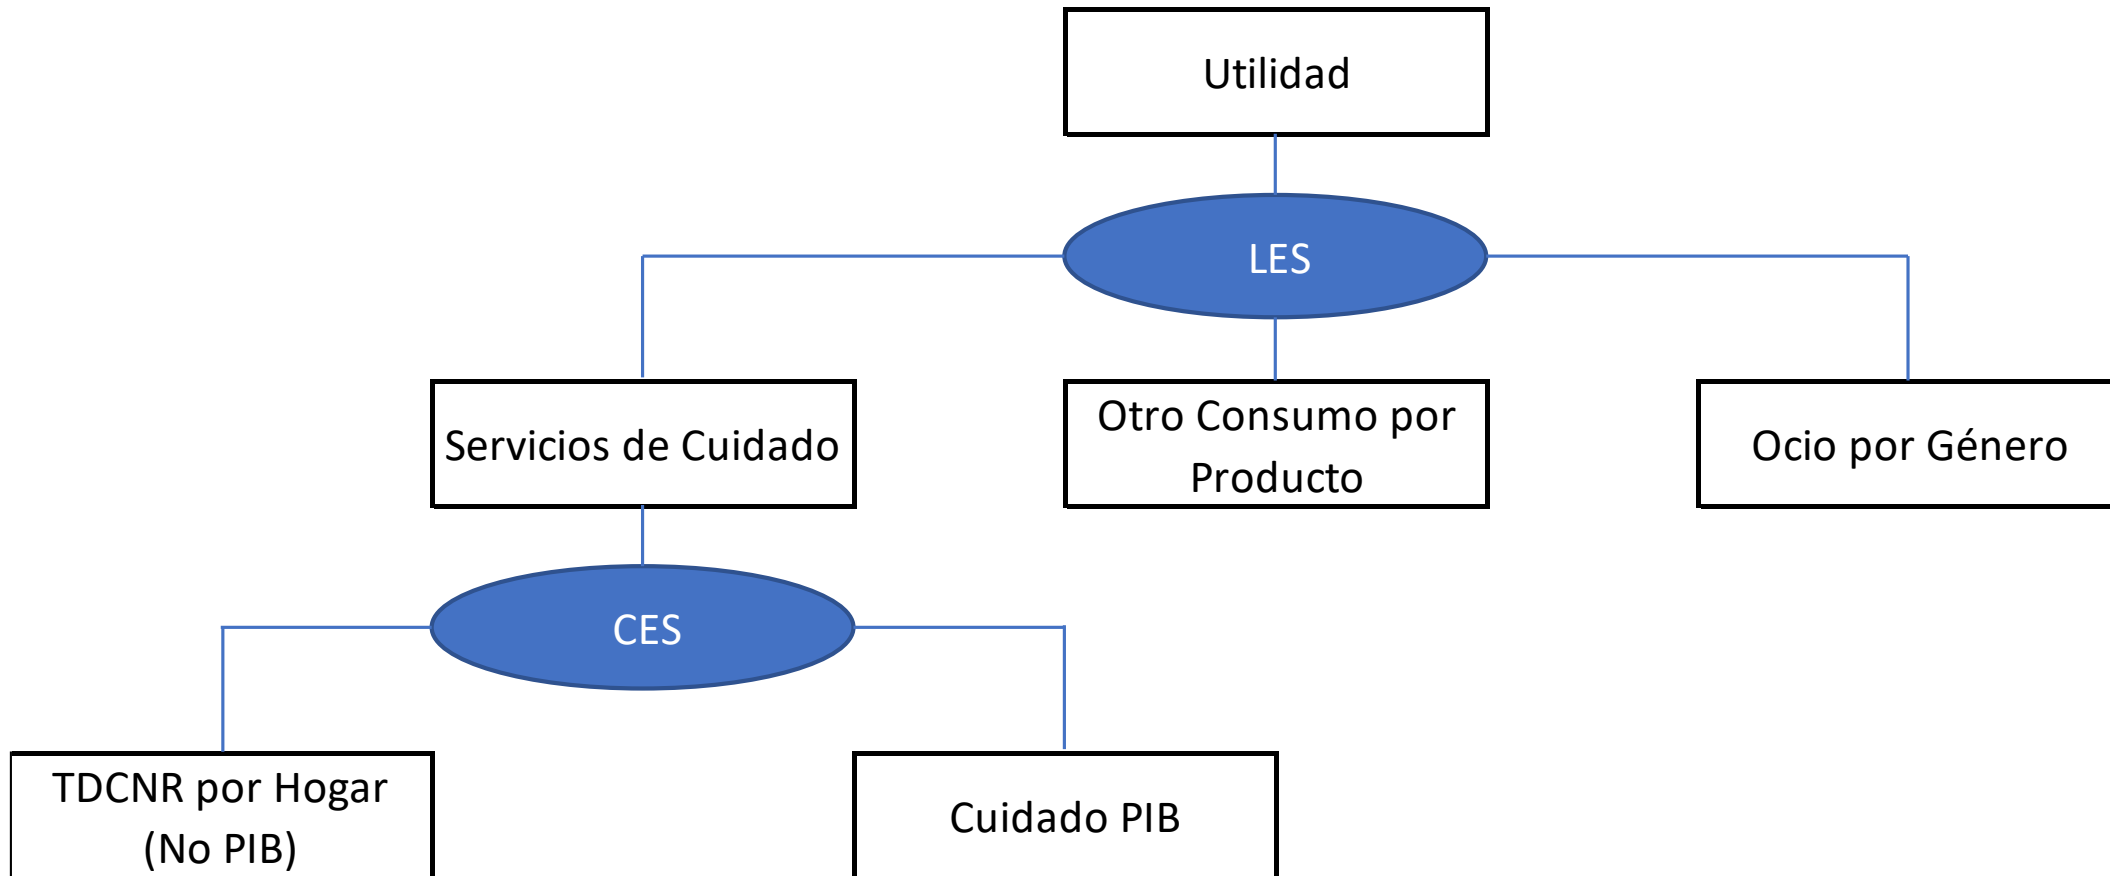 Utilidad
LES
Servicios de Cuidado
Otro Consumo por
Producto
Ocio por Género
CES
TDCNR por Hogar
(No PIB)
Cuidado PIB